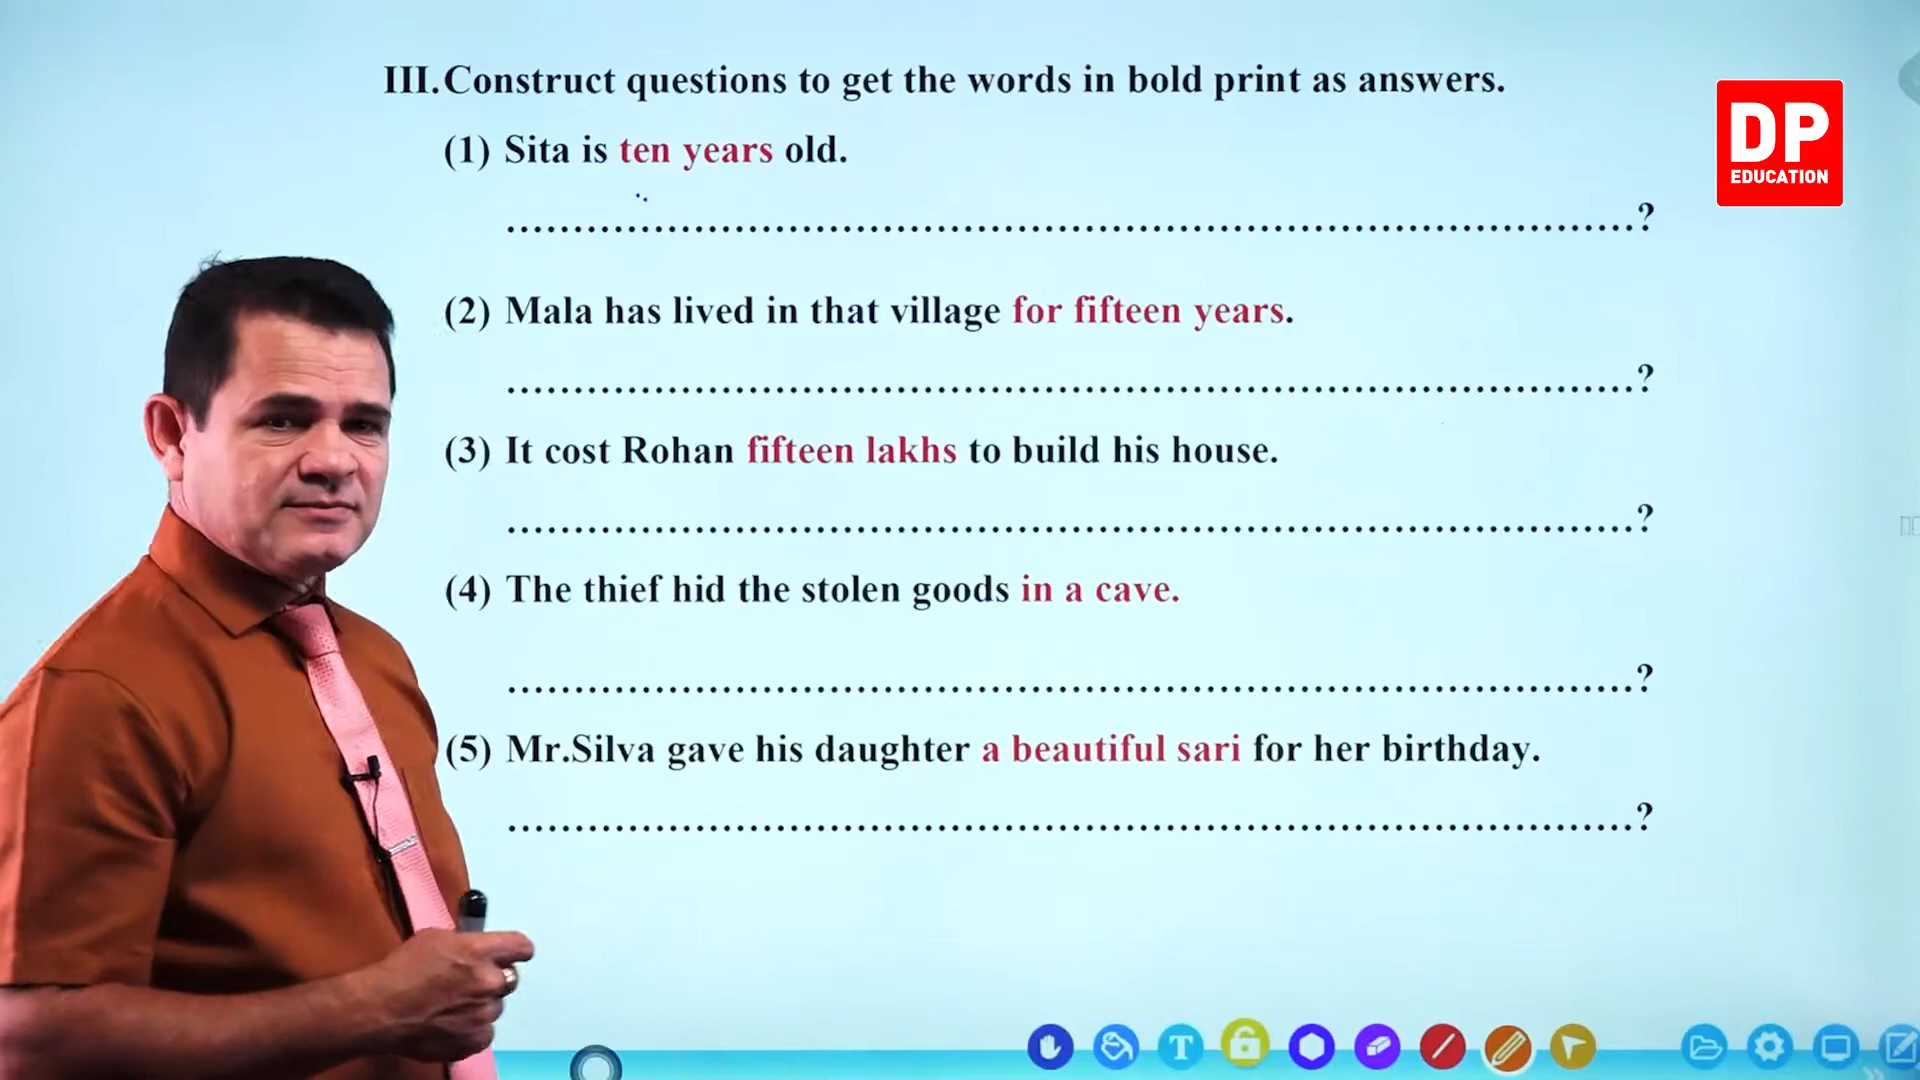 III.Construct questions to get the words in bold print as answers.
DP
EDUCATION
(1) Sita is ten years old.
........................................................................................?
(2) Mala has lived in that village for fifteen years.
........................................................................................?
(3) It cost Rohan fifteen lakhs to build his house.
........................................................................................?
(4) The thief hid the stolen goods in a cave.
........................................................................................?
(5) Mr.Silva gave his daughter a beautiful sari for her birthday.
........................................................................................?
T